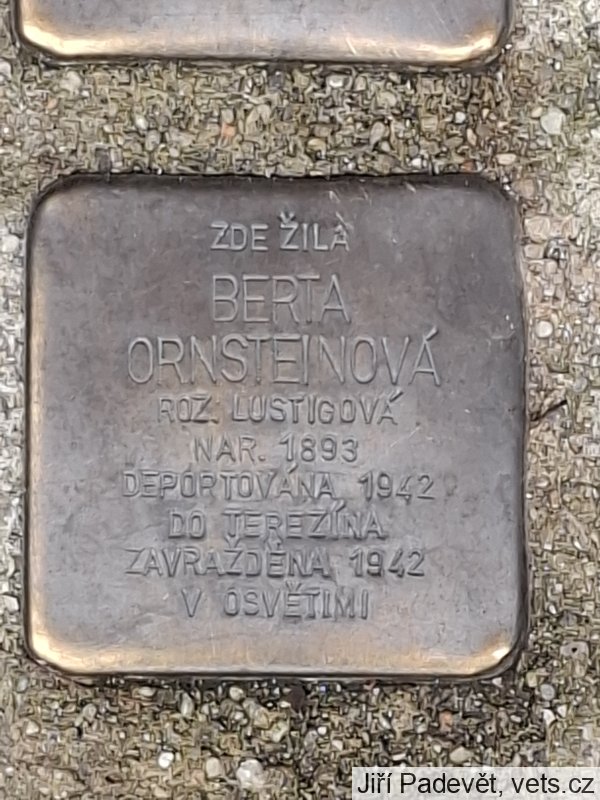 ZDE ŽILA
BERTA
ORNSTEINOVÁ
ROZ. LUSTIGOVÁ
NAR. 1893
DEPORTOVÁNA 1942
DO TEREZÍNA
ZAVRAŽDĚNA 1942
V OSVĚTIMI
Jiří Padevět, vets.cz